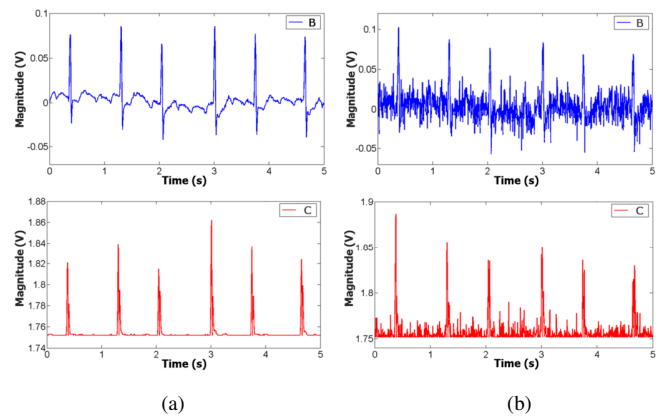 B
0.1
0.05
0
-0.05
Magnitude (V)
0 1 2 3 4 5
Time (s)
B
0.1
0.05
0
-0.05
Magnitude (V)
0 1 2 3 4 5
Time (s)
C
1.88
1.86
1.84
1.82
1.8
1.78
1.76
1.74
Magnitude (V)
0 1 2 3 4 5
Time (s)
C
1.9
1.85
1.8
1.75
Magnitude (V)
0 1 2 3 4 5
Time (s)
(a) (b)